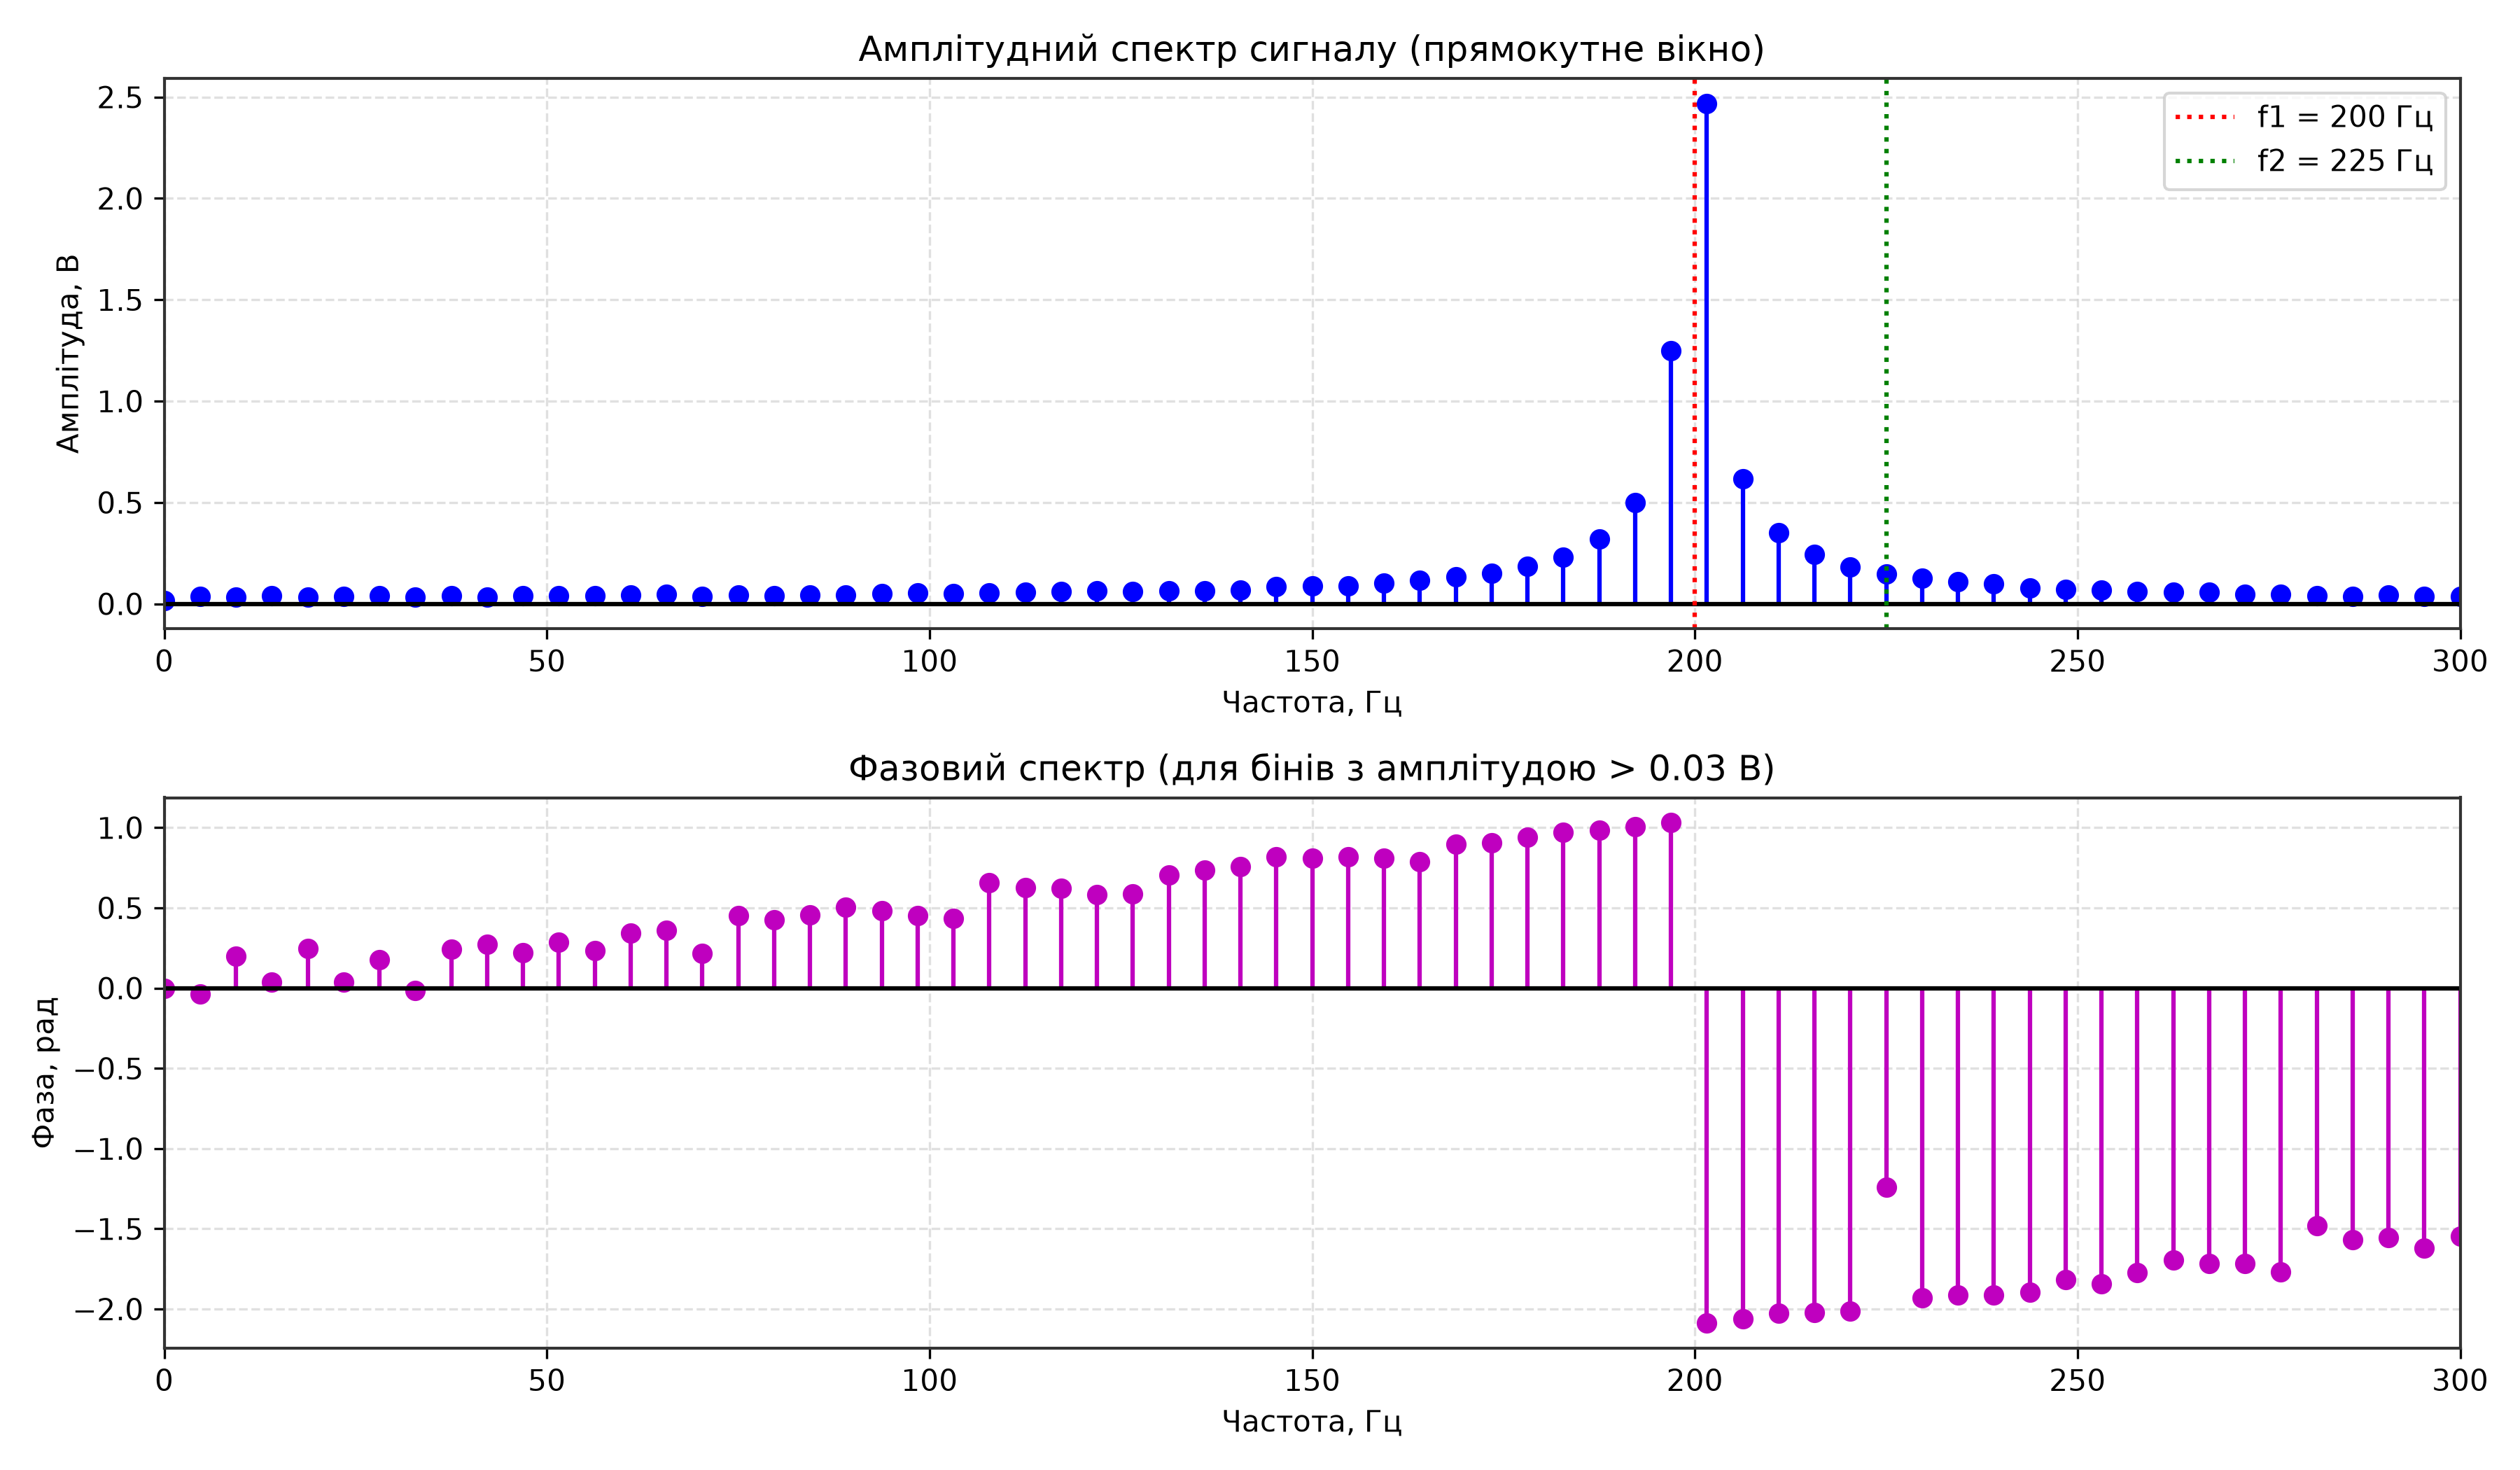 Амплітудний спектр сигналу (прямокутне вікно)
Амплітуда, В
2.5
2.0
1.5
1.0
0.5
0.0
f1 = 200 Гц
f2 = 225 Гц
0 50 100 150 200 250 300
Частота, Гц
Фазовий спектр (для бінів з амплітудою > 0.03 В)
Фаза, рад
1.0
0.5
0.0
−0.5
−1.0
−1.5
−2.0
0 50 100 150 200 250 300
Частота, Гц